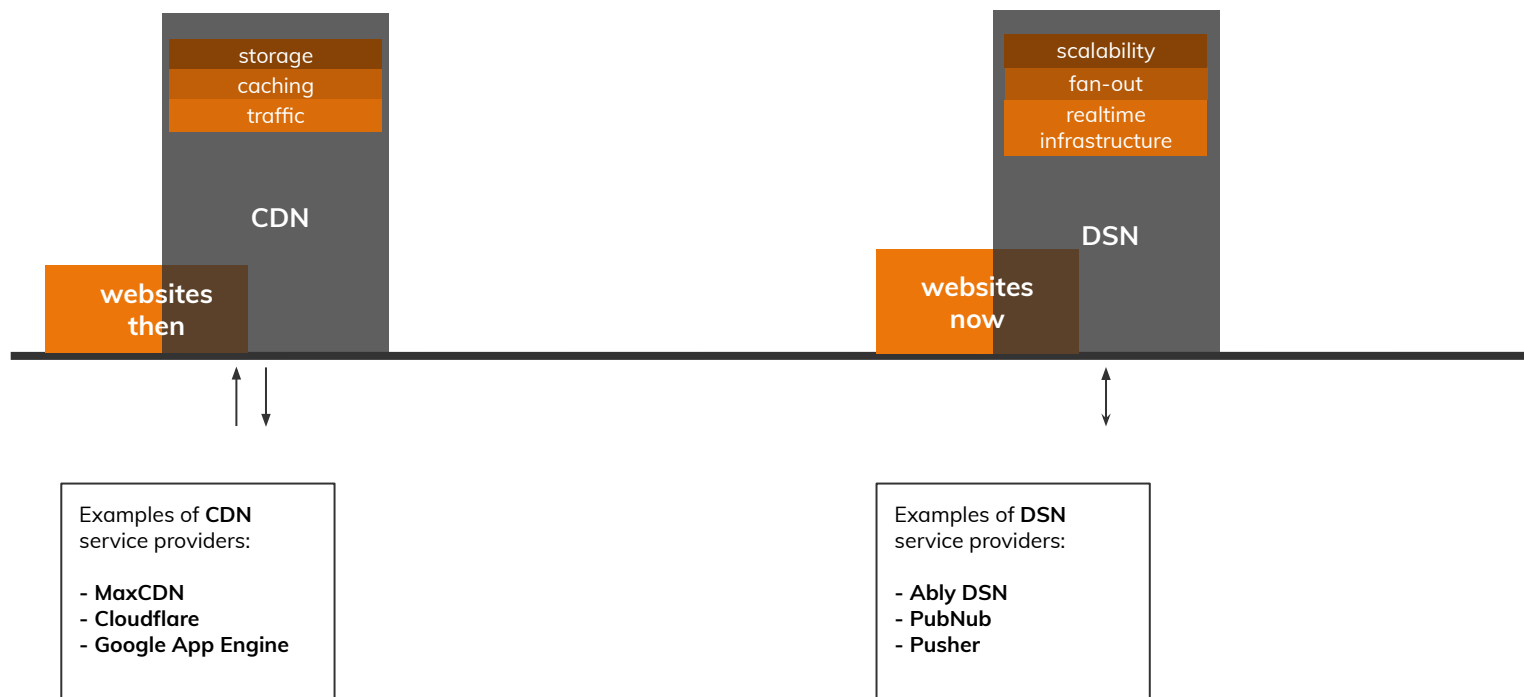 storage
caching
traffic
CDN
websites
then
Examples of CDN
service providers:
- MaxCDN
- Cloudflare
- Google App Engine
scalability
fan-out
realtime
infrastructure
DSN
websites
now
Examples of DSN
service providers:
- Ably DSN
- PubNub
- Pusher